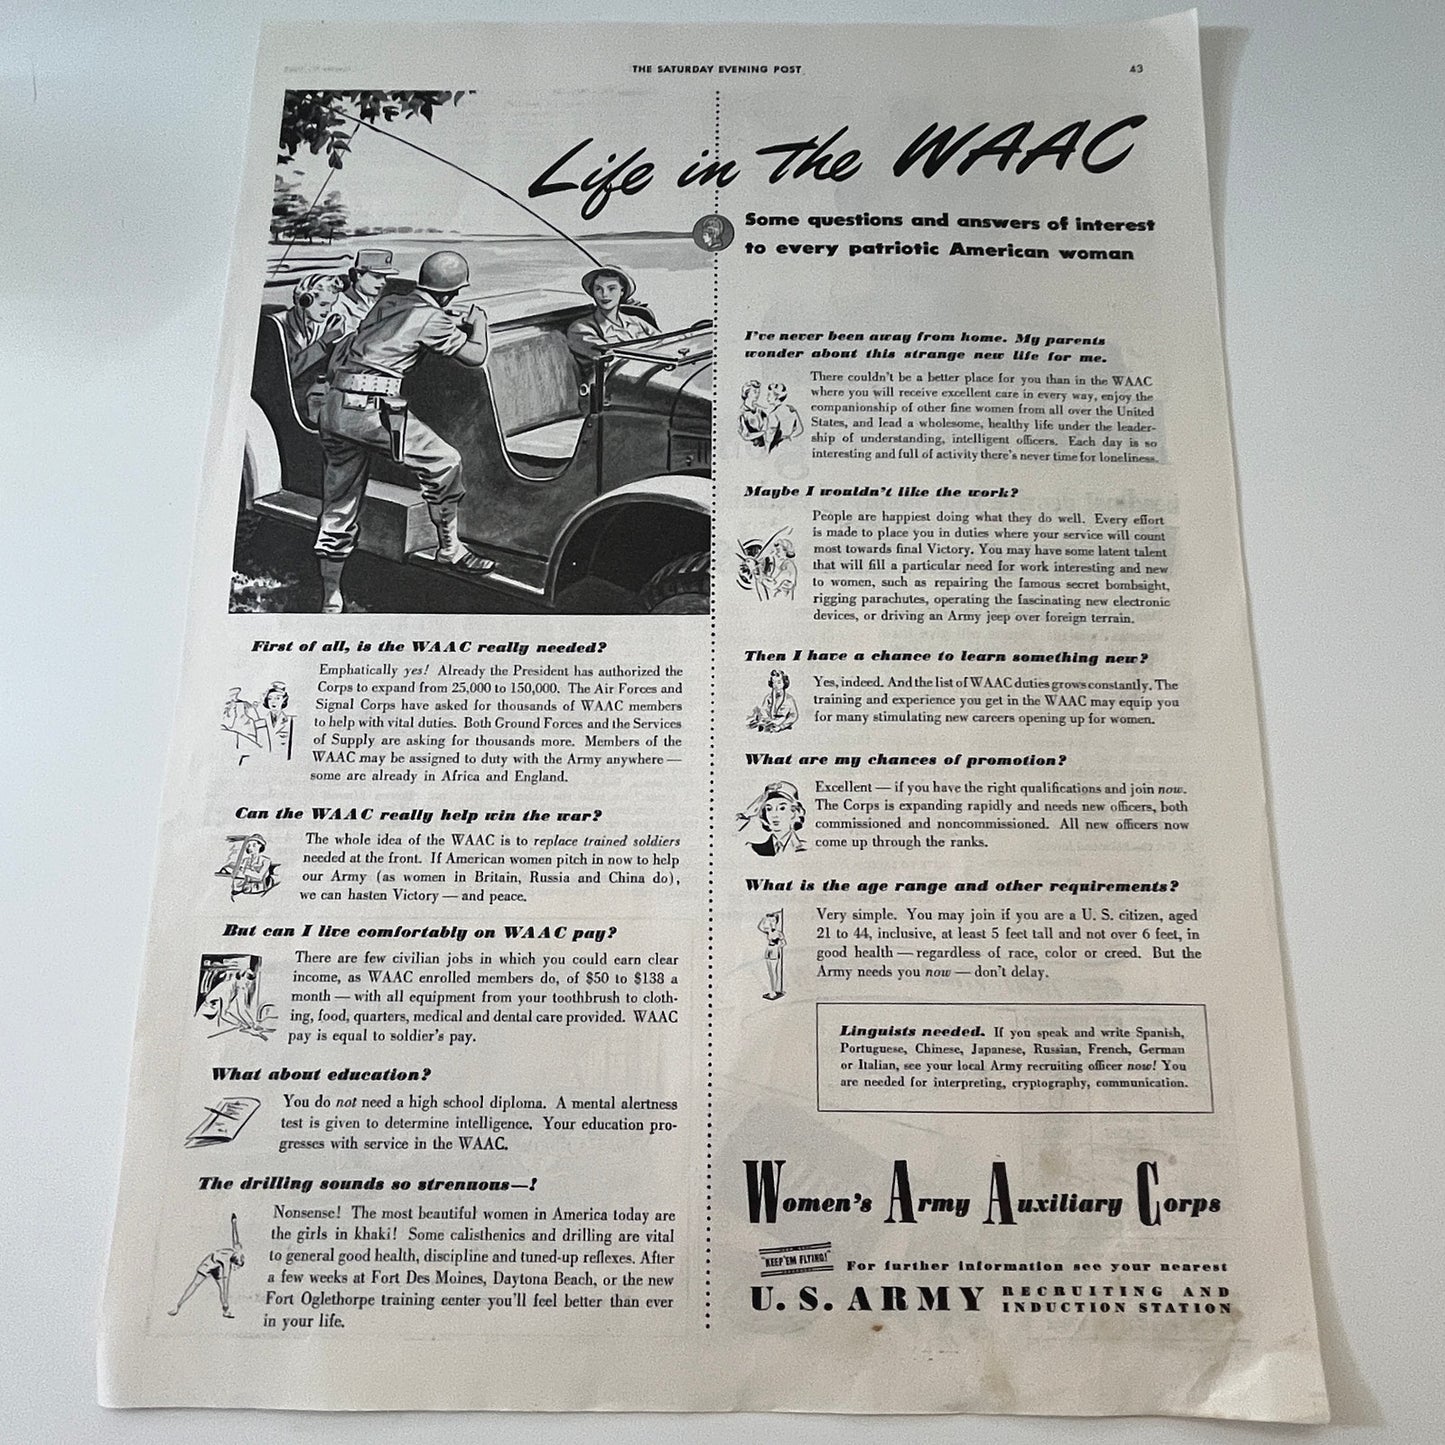 THE SATURDAY EVENING POST
43
Life in the WAAC
Some questions and answers of interest
to every patriotic American woman
First of all, is the WAAC really needed?
Emphatically yes! Already the President has authorized the
Corps to expand from 25,000 to 150,000. The Air Forces and
Signal Corps have asked for thousands of WAAC members
to help with vital duties. Both Ground Forces and the Services
of Supply are asking for thousands more. Members of the
WAAC may be assigned to duty with the Army anywhere —
some are already in Africa and England.
Can the WAAC really help win the war?
The whole idea of the WAAC is to replace trained soldiers
needed at the front. If American women pitch in now to help
our Army (as women in Britain, Russia and China do),
we can hasten Victory — and peace.
But can I live comfortably on WAAC pay?
There are few civilian jobs in which you could earn clear
income, as WAAC enrolled members do, of $50 to $138 a
month — with all equipment from your toothbrush to cloth-
ing, food, quarters, medical and dental care provided. WAAC
pay is equal to soldier's pay.
What about education?
You do not need a high school diploma. A mental alertness
test is given to determine intelligence. Your education pro-
gresses with service in the WAAC.
The drilling sounds so strenuous—!
Nonsense! The most beautiful women in America today are
the girls in khaki! Some calisthenics and drilling are vital
to general good health, discipline and tuned-up reflexes. After
a few weeks at Fort Des Moines, Daytona Beach, or the new
Fort Oglethorpe training center you'll feel better than ever
in your life.
I've never been away from home. My parents
wonder about this strange new life for me.
There couldn't be a better place for you than in the WAAC
where you will receive excellent care in every way, enjoy the
companionship of other fine women from all over the United
States, and lead a wholesome, healthy life under the leader-
ship of understanding, intelligent officers. Each day is so
interesting and full of activity there's never time for loneliness.
Maybe I wouldn't like the work?
People are happiest doing what they do well. Every effort
is made to place you in duties where your service will count
most towards final Victory. You may have some latent talent
that will fill a particular need for work interesting and new
to women, such as repairing the famous secret bombsight,
rigging parachutes, operating the fascinating new electronic
devices, or driving an Army jeep over foreign terrain.
Then I have a chance to learn something new?
Yes, indeed. And the list of WAAC duties grows constantly. The
training and experience you get in the WAAC may equip you
for many stimulating new careers opening up for women.
What are my chances of promotion?
Excellent — if you have the right qualifications and join now.
The Corps is expanding rapidly and needs new officers, both
commissioned and noncommissioned. All new officers now
come up through the ranks.
What is the age range and other requirements?
Very simple. You may join if you are a U. S. citizen, aged
21 to 44, inclusive, at least 5 feet tall and not over 6 feet, in
good health — regardless of race, color or creed. But the
Army needs you now — don't delay.
Linguists needed. If you speak and write Spanish,
Portuguese, Chinese, Japanese, Russian, French, German
or Italian, see your local Army recruiting officer now! You
are needed for interpreting, cryptography, communication.
Women's Army Auxiliary Corps
"KEEP 'EM FLYING!"
For further information see your nearest
U. S. ARMY RECRUITING AND
INDUCTION STATION